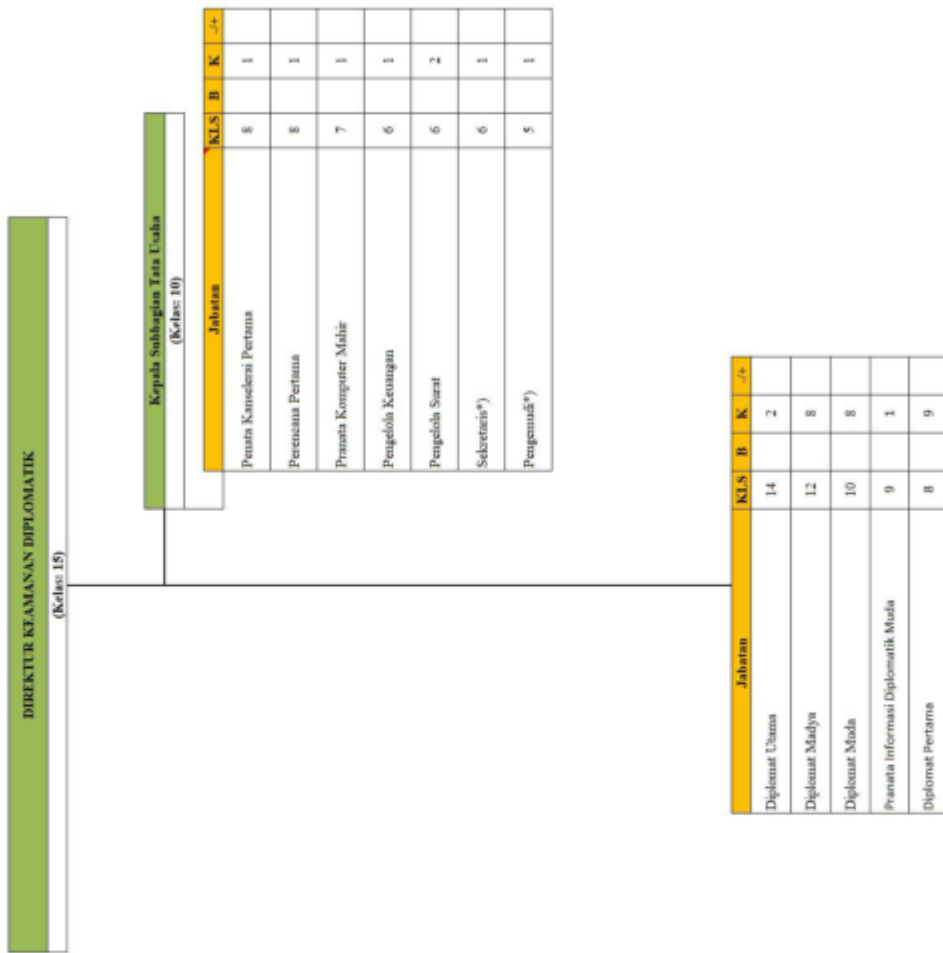 DIREKTUR KEAMANAN DIPLOMATIK
(Kelas: 15)
Kepala Subbagian Tata Usaha
(Kelas: 10)
Jabatan KLS B K -/+
Penata Kanselerai Pertama 8 1
Perencana Pertama 8 1
Pranata Komputer Mahir 7 1
Pengelola Keuangan 6 1
Pengelola Surat 6 2
Sekretaris*) 6 1
Pengemudi*) 5 1
Jabatan KLS B K -/+
Diplomat Utama 14 2
Diplomat Madya 12 8
Diplomat Muda 10 8
Pranata Informasi Diplomatik Muda 9 1
Diplomat Pertama 8 9